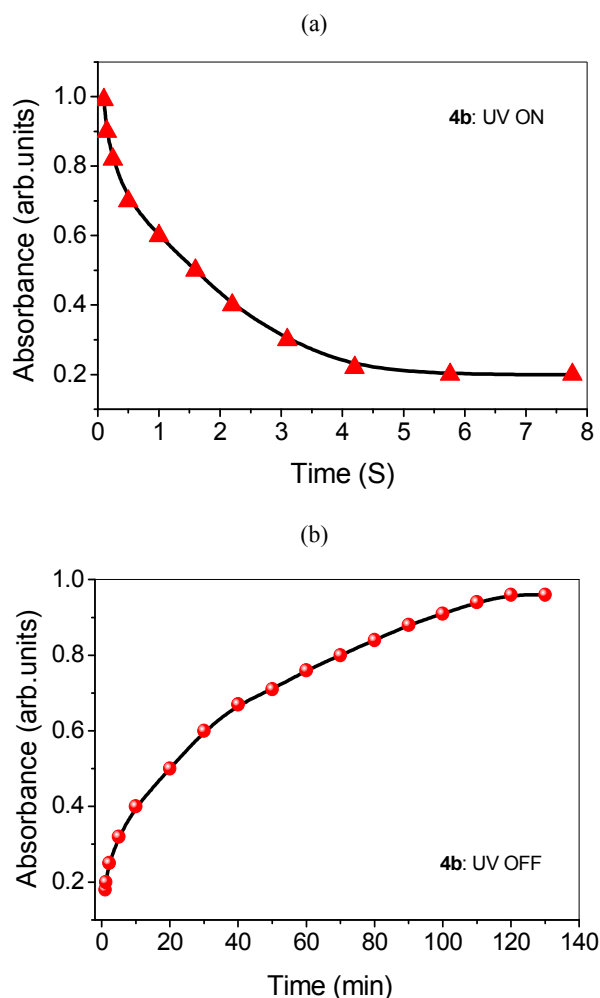 (a)
1.0
0.8
0.6
0.4
0.2
Absorbance (arb.units)
4b: UV ON
0 1 2 3 4 5 6 7 8
Time (S)
(b)
1.0
0.8
0.6
0.4
0.2
Absorbance (arb.units)
4b: UV OFF
0 20 40 60 80 100 120 140
Time (min)